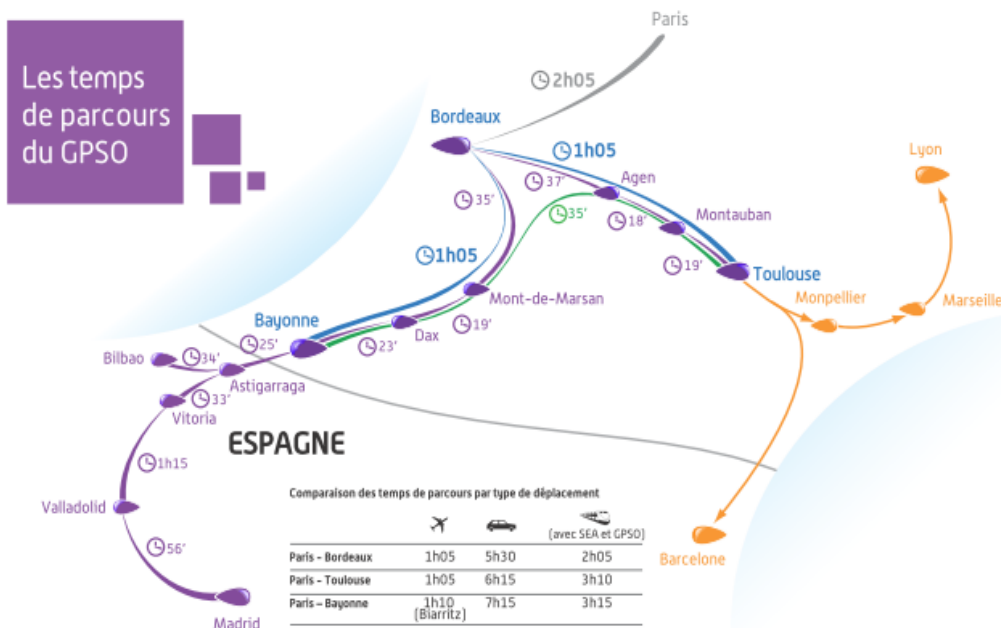 Les temps
de parcours
du GPSO
Paris
2h05
Bordeaux
1h05
Lyon
37'
Agen
35'
35'
18'
Montauban
1h05
19'
Toulouse
Mont-de-Marsan
Monpellier
Marseille
Bayonne
19'
Dax
25'
23'
Bilbao
34'
Astigarraga
33'
Vitoria
ESPAGNE
1h15
Valladolid
56'
Madrid
Barcelone
Comparaison des temps de parcours par type de déplacement
(avec SEA et GPSO)
Paris - Bordeaux 1h05 5h30 2h05
Paris - Toulouse 1h05 6h15 3h10
Paris – Bayonne 1h10 7h15 3h15
(Biarritz)